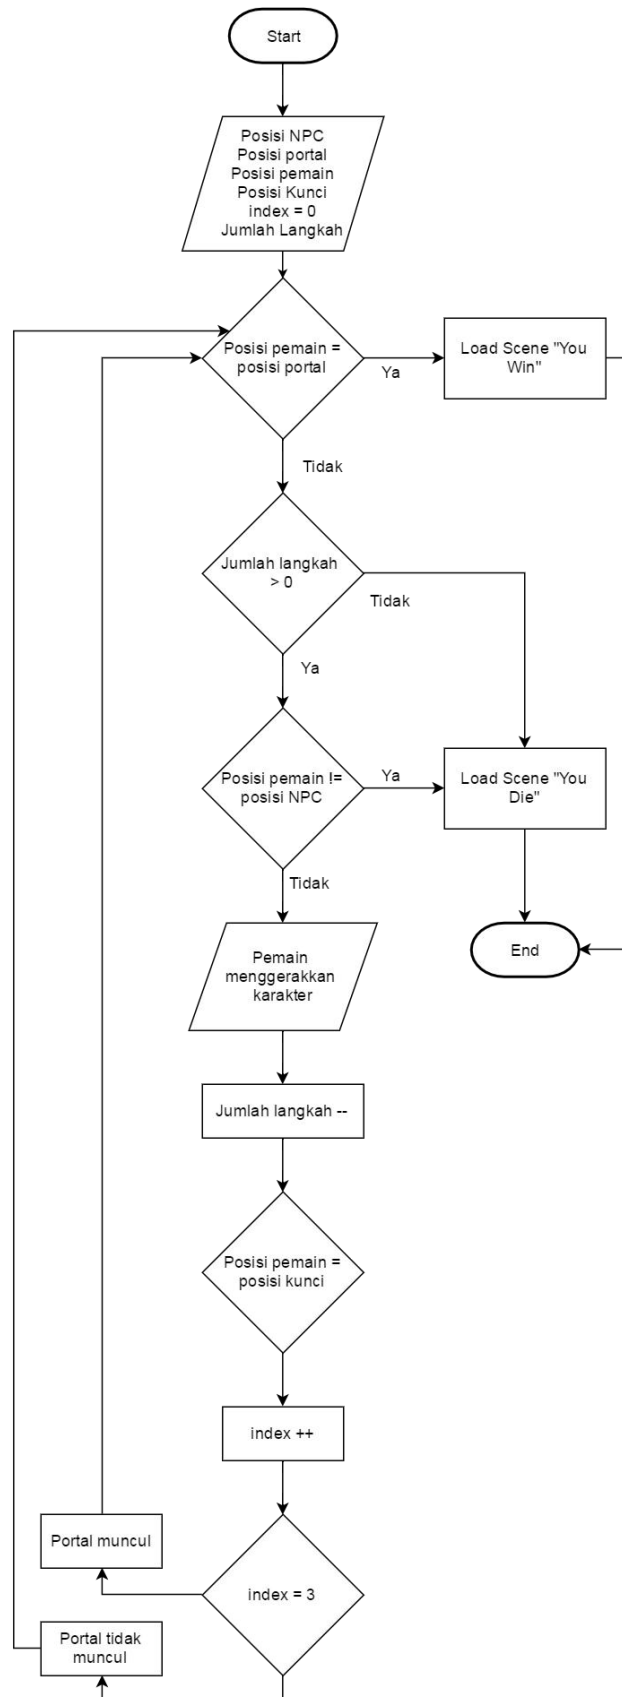 Start
Posisi NPC
Posisi portal
Posisi pemain
Posisi Kunci
index = 0
Jumlah Langkah
Posisi pemain =
posisi portal
Ya
Load Scene "You
Win"
Tidak
Jumlah langkah
> 0
Tidak
Ya
Posisi pemain !=
posisi NPC
Ya
Load Scene "You
Die"
Tidak
Pemain
menggerakkan
karakter
End
Jumlah langkah --
Posisi pemain =
posisi kunci
index ++
Portal muncul
index = 3
Portal tidak
muncul